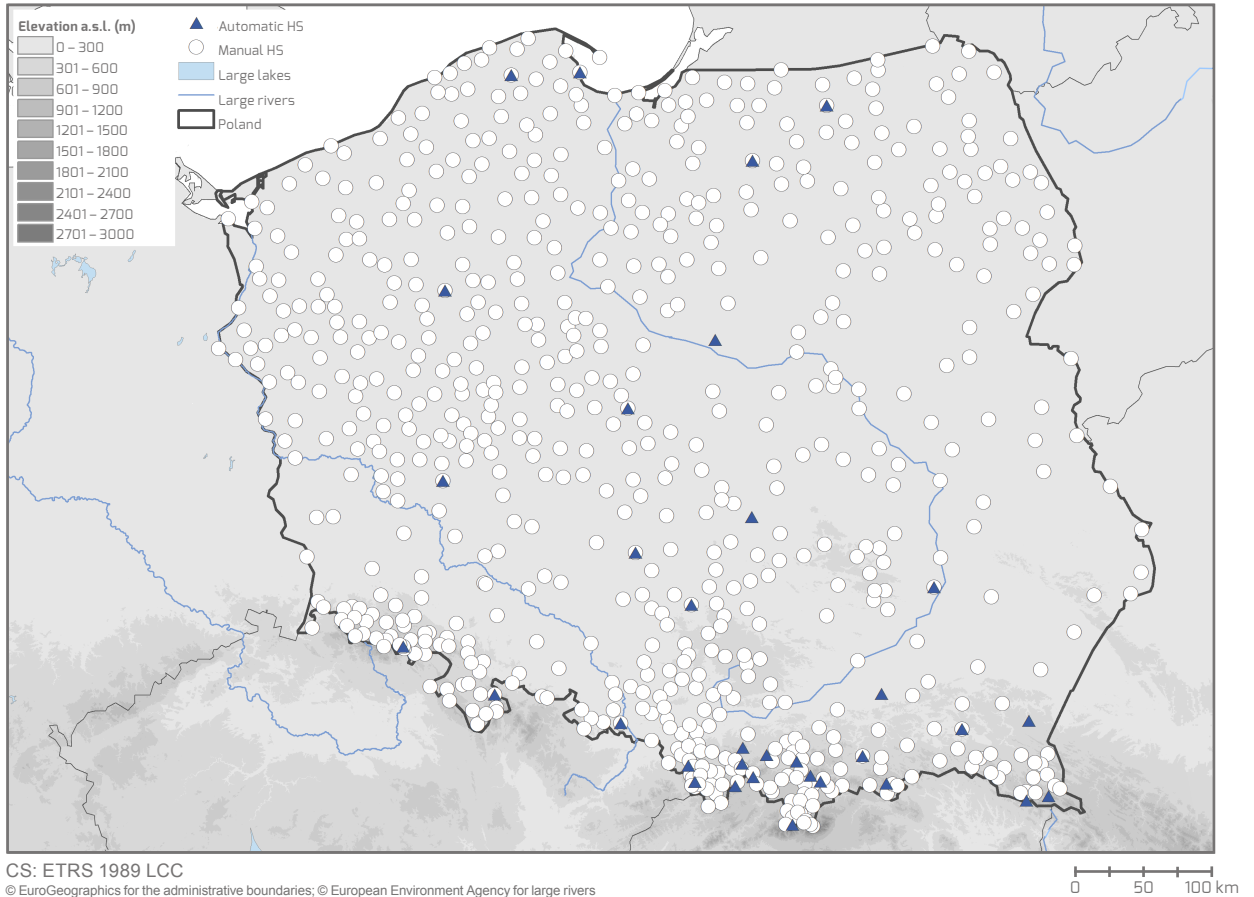 Elevation a.s.l. (m)
0 – 300
301 – 600
601 – 900
901 – 1200
1201 – 1500
1501 – 1800
1801 – 2100
2101 – 2400
2401 – 2700
2701 – 3000
Automatic HS
Manual HS
Large lakes
Large rivers
Poland
CS: ETRS 1989 LCC
© EuroGeographics for the administrative boundaries; © European Environment Agency for large rivers
0 50 100 km